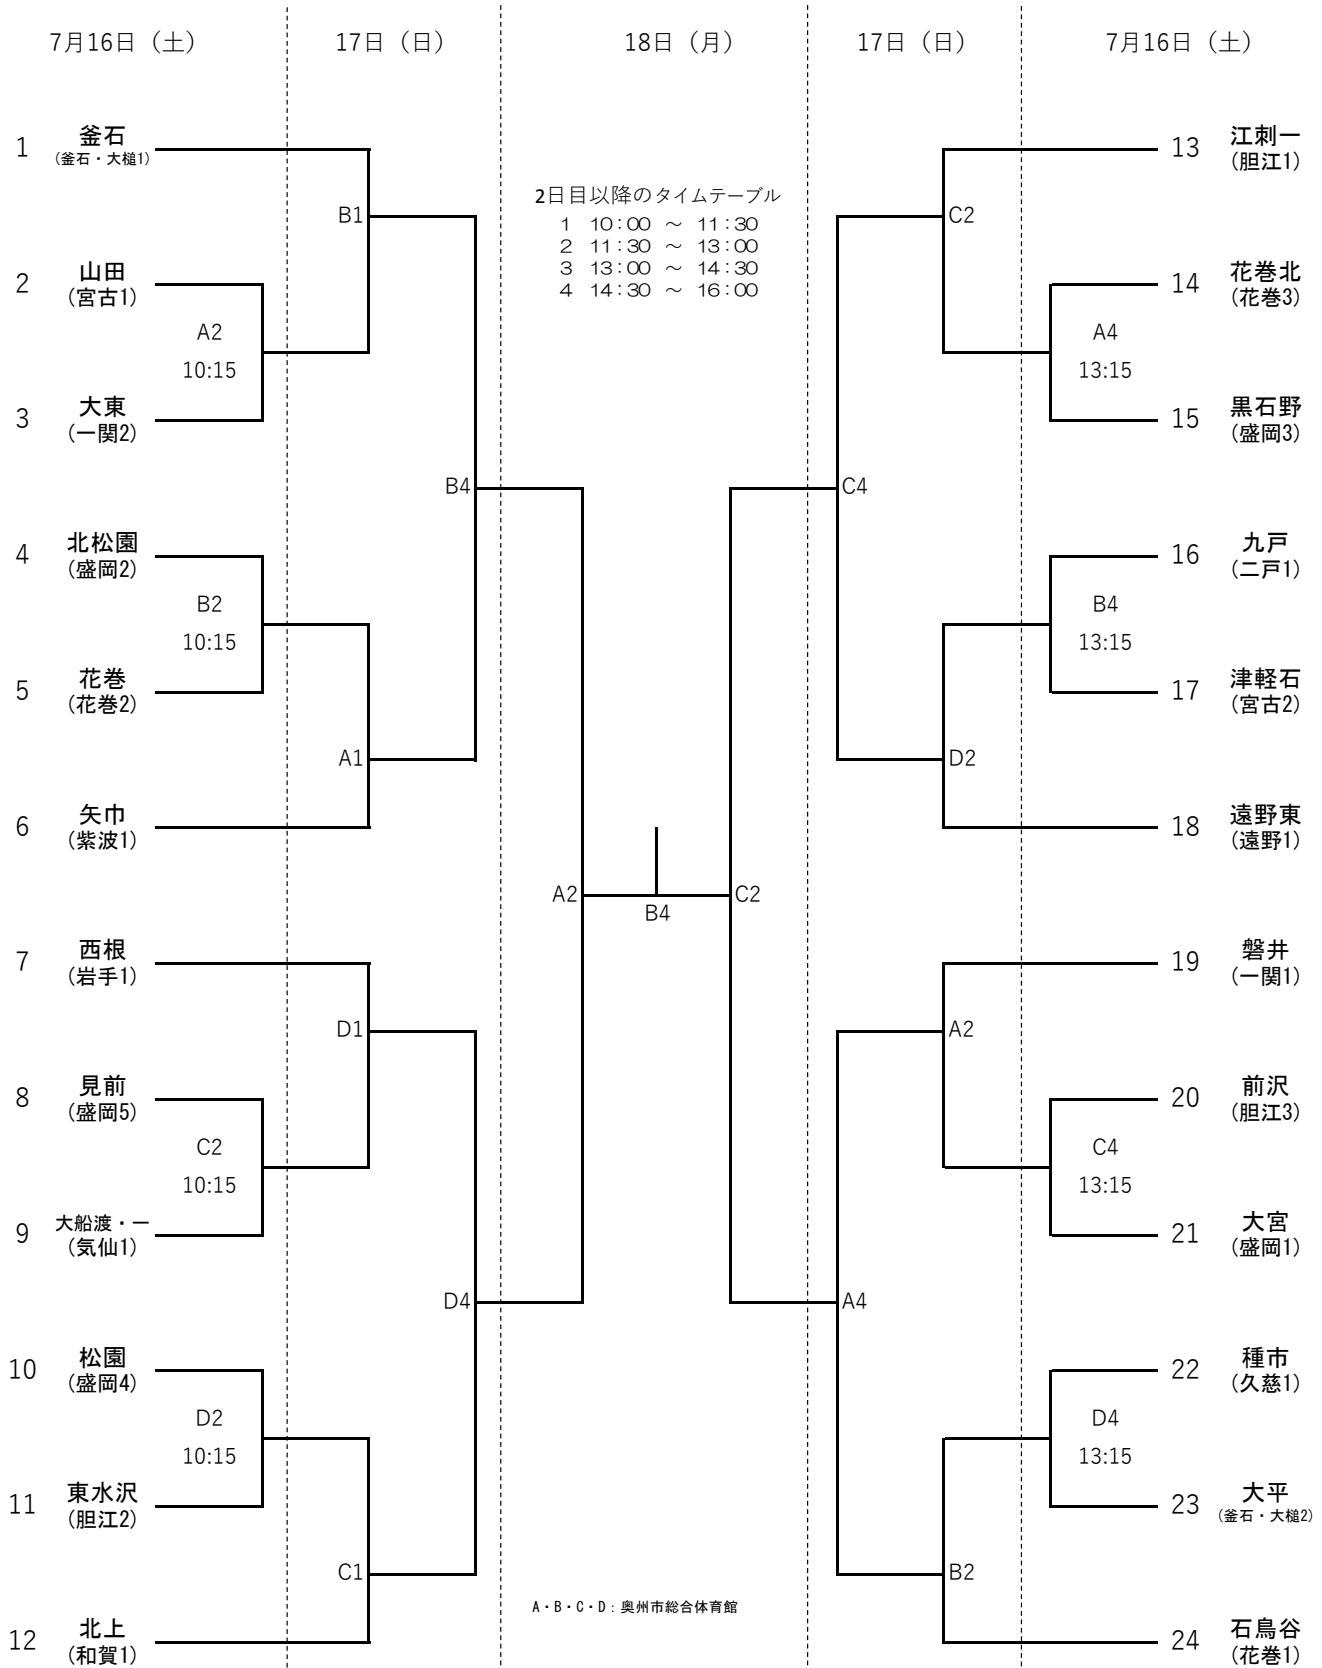 7月16日（土）
17日（日）
18日（月）
17日（日）
7月16日（土）
2日目以降のタイムテーブル
1 10：00 ～ 11：30
2 11：30 ～ 13：00
3 13：00 ～ 14：30
4 14：30 ～ 16：00
1 釜石
(釜石・大槌1)
B1
2 山田
(宮古1)
A2
10:15
3 大東
(一関2)
B4
4 北松園
(盛岡2)
B2
10:15
5 花巻
(花巻2)
A1
6 矢巾
(紫波1)
7 西根
(岩手1)
D1
8 見前
(盛岡5)
C2
10:15
9 大船渡・一
(気仙1)
D4
10 松園
(盛岡4)
D2
10:15
11 東水沢
(胆江2)
C1
12 北上
(和賀1)
A2
B4
C2
A・B・C・D：奥州市総合体育館
13 江刺一
(胆江1)
C2
14 花巻北
(花巻3)
A4
13:15
15 黒石野
(盛岡3)
C4
16 九戸
(二戸1)
B4
13:15
17 津軽石
(宮古2)
D2
18 遠野東
(遠野1)
19 磐井
(一関1)
A2
20 前沢
(胆江3)
C4
13:15
21 大宮
(盛岡1)
A4
22 種市
(久慈1)
D4
13:15
23 大平
(釜石・大槌2)
B2
24 石鳥谷
(花巻1)